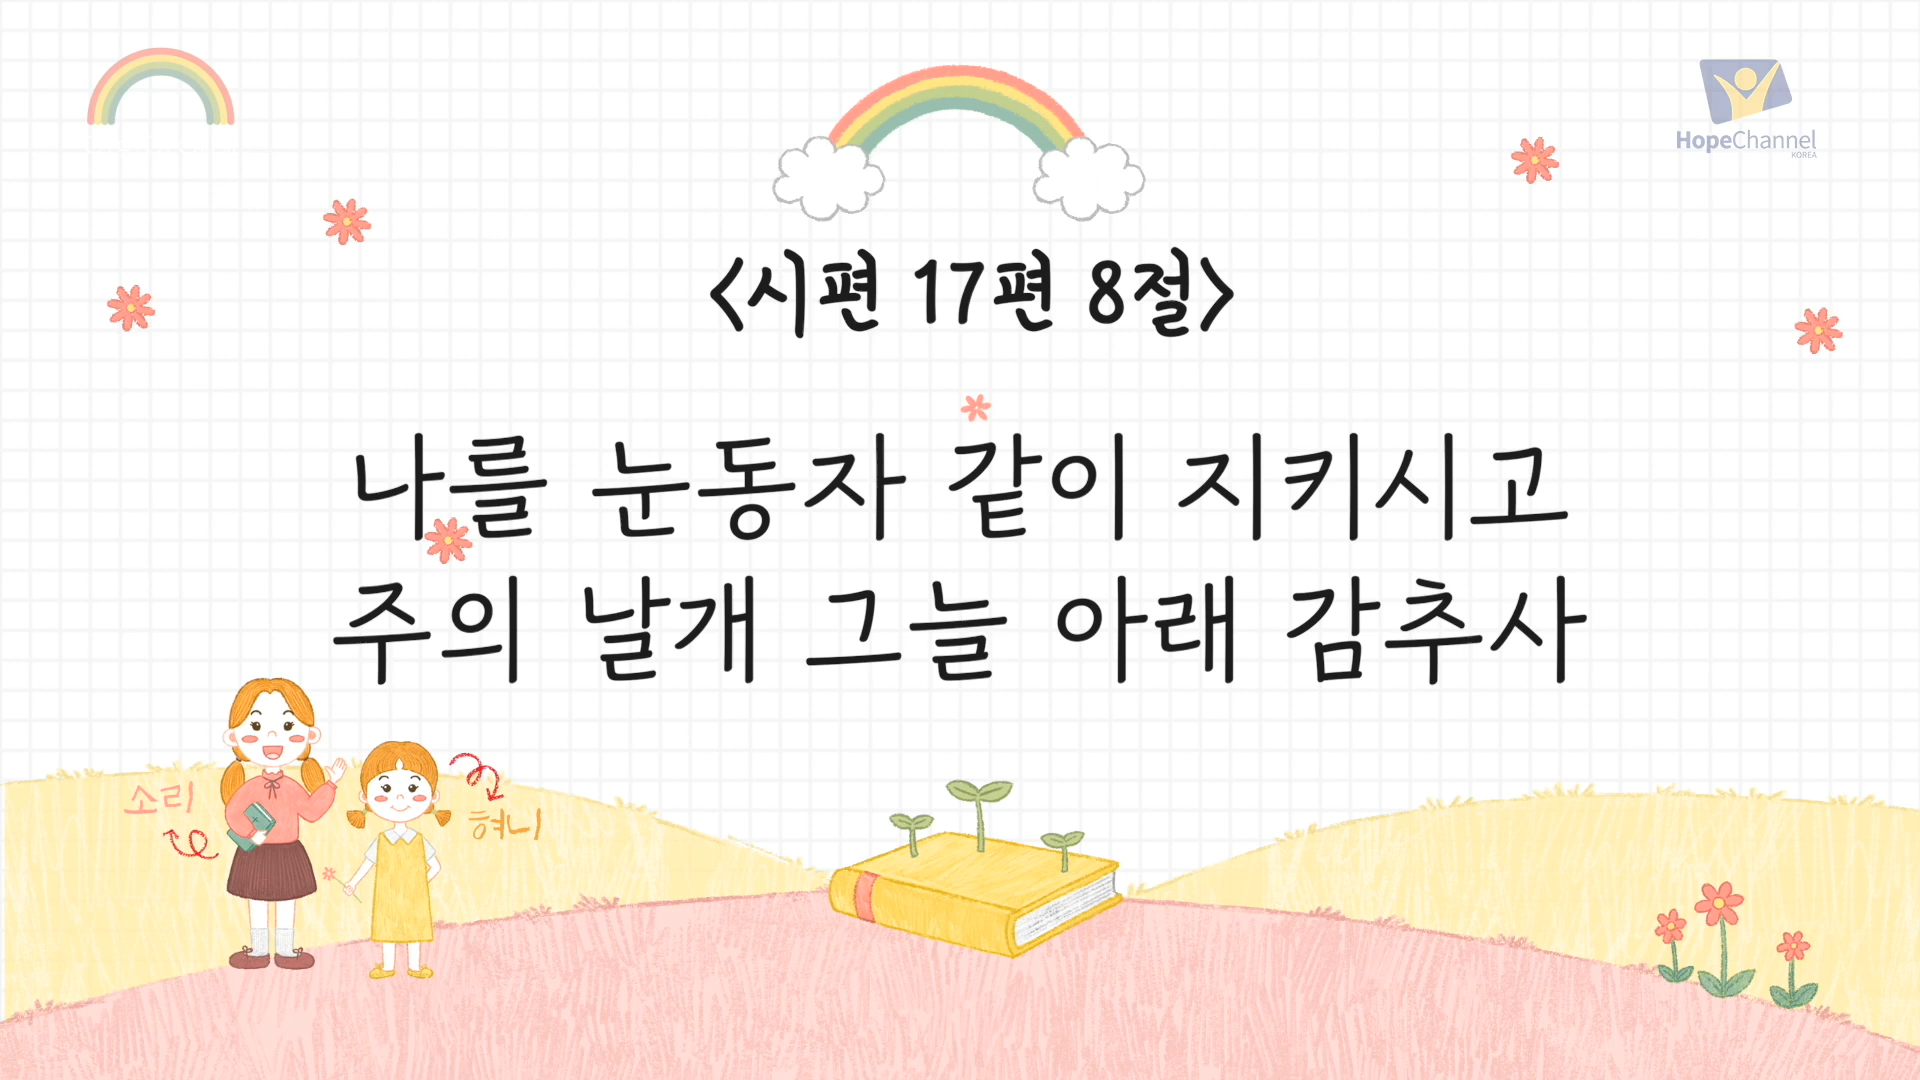 HopeChannel
KOREA
<시편 17편 8절>
나를 눈동자 같이 지키시고
주의 날개 그늘 아래 감추사
소리
혀니